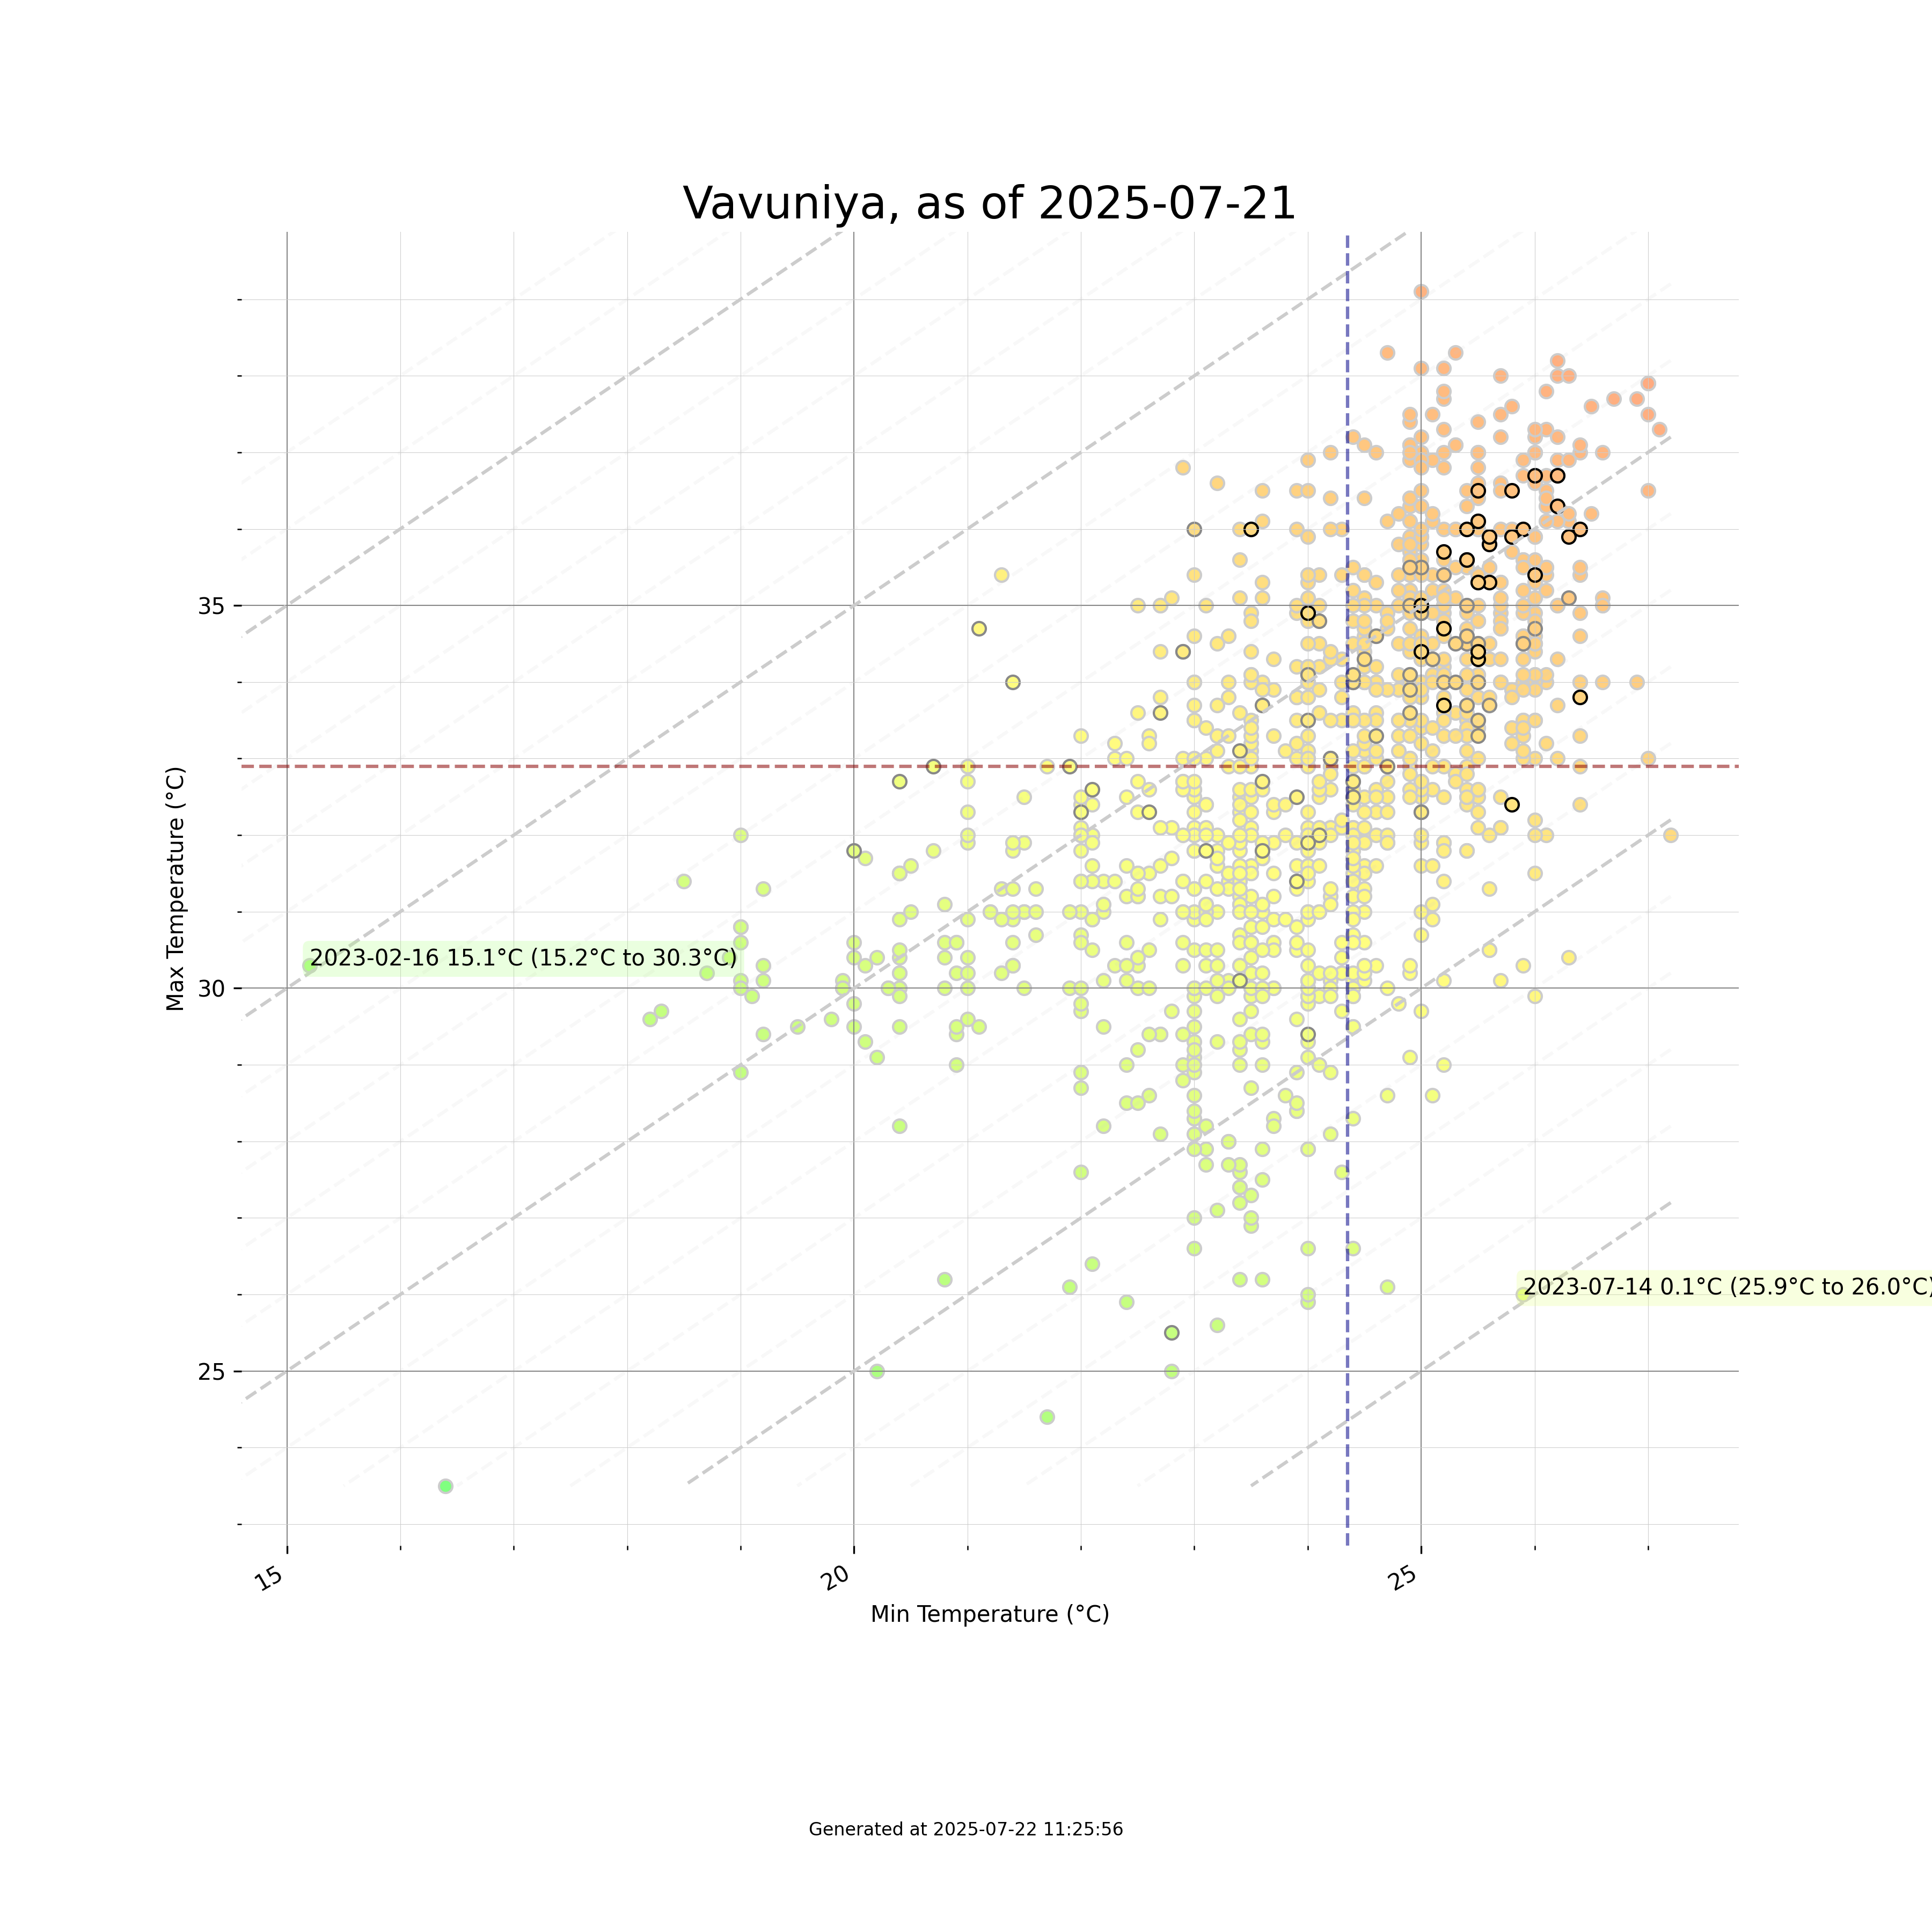 Vavuniya, as of 2025-07-21
Max Temperature (°C)
35
30
25
2023-02-16 15.1°C (15.2°C to 30.3°C)
2023-07-14 0.1°C (25.9°C to 26.0°C)
15
20
25
Min Temperature (°C)
Generated at 2025-07-22 11:25:56